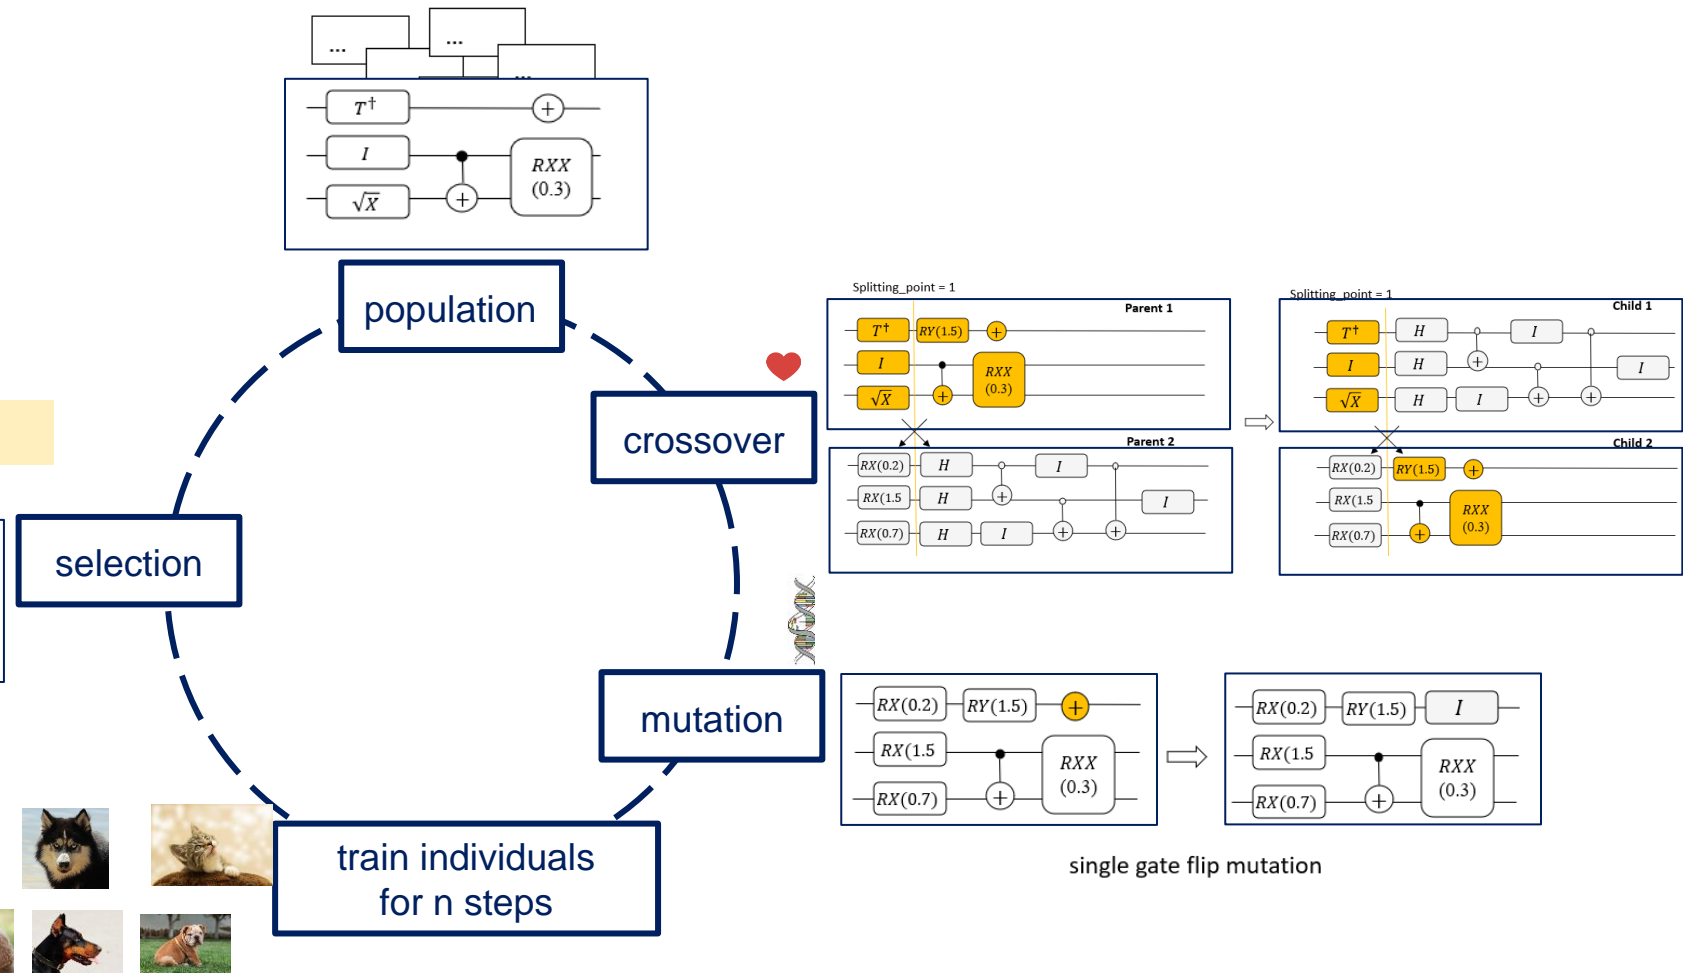 ...
...
...
T†
+
I
√X
+
RXX
(0.3)
population
crossover
selection
mutation
train individuals
for n steps
Splitting_point = 1
Parent 1
T† RY(1.5) +
I
√X +
RXX
(0.3)
Parent 2
RX(0.2) H I
RX(1.5 H + I
RX(0.7) H I + +
Splitting_point = 1
Child 1
T† H I
I H + I
√X H I + +
Child 2
RX(0.2) RY(1.5) +
RX(1.5
RX(0.7) +
RXX
(0.3)
RX(0.2) RY(1.5) +
RX(1.5
RX(0.7) +
RXX
(0.3)
RX(0.2) RY(1.5) I
RX(1.5
RX(0.7) +
RXX
(0.3)
single gate flip mutation